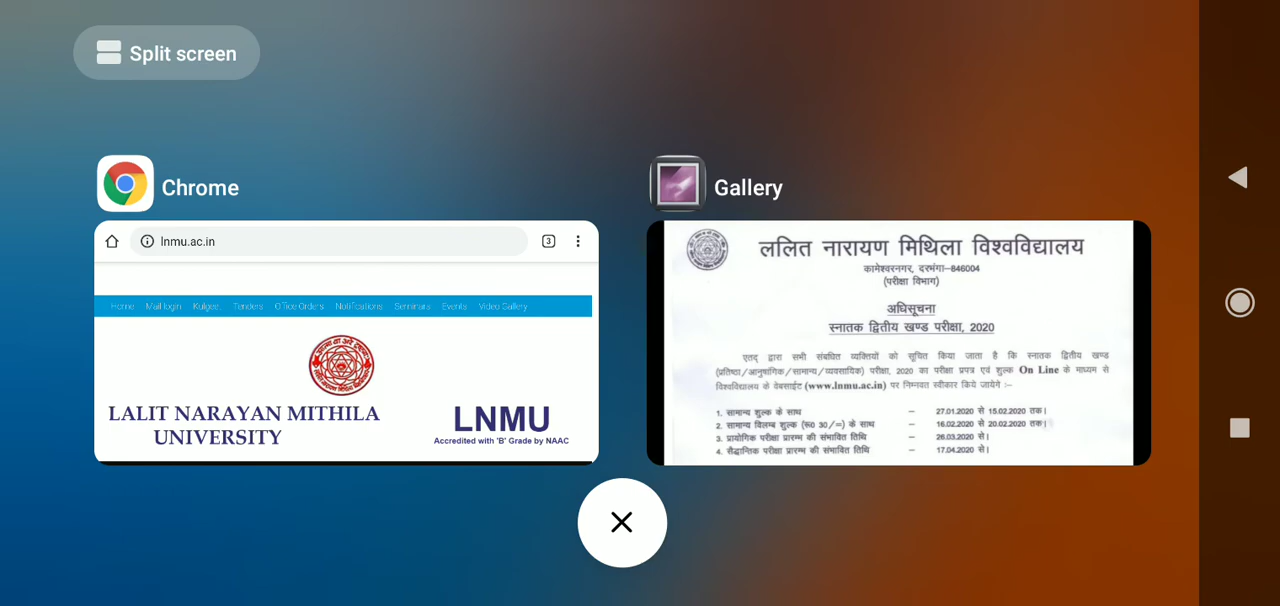 Split screen
Chrome
Gallery
lnmu.ac.in
3
Home Mail login Kulgeet Tenders Office Orders Notifications Seminars Events Video Gallery
LALIT NARAYAN MITHILA
UNIVERSITY
LNMU
Accredited with 'B' Grade by NAAC
ललित नारायण मिथिला विश्वविद्यालय
कामेश्वरनगर, दरभंगा–846004
(परीक्षा विभाग)
अधिसूचना
स्नातक द्वितीय खण्ड परीक्षा, 2020
एतद् द्वारा सभी संबंधित व्यक्तियों को सूचित किया जाता है कि स्नातक द्वितीय खण्ड
(प्रतिष्ठा/आनुषांगिक/सामान्य/व्यवसायिक) परीक्षा, 2020 का परीक्षा प्रपत्र एवं शुल्क On Line के माध्यम से
विश्वविद्यालय के वेबसाईट (www.lnmu.ac.in) पर निम्नवत स्वीकार किये जायेगे :–
1. सामान्य शुल्क के साथ – 27.01.2020 से 15.02.2020 तक।
2. सामान्य विलम्ब शुल्क (रू0 30/=) के साथ – 16.02.2020 से 20.02.2020 तक।
3. प्रायोगिक परीक्षा प्रारम्भ की संभावित तिथि – 26.03.2020 से।
4. सैद्धान्तिक परीक्षा प्रारम्भ की संभावित तिथि – 17.04.2020 से।